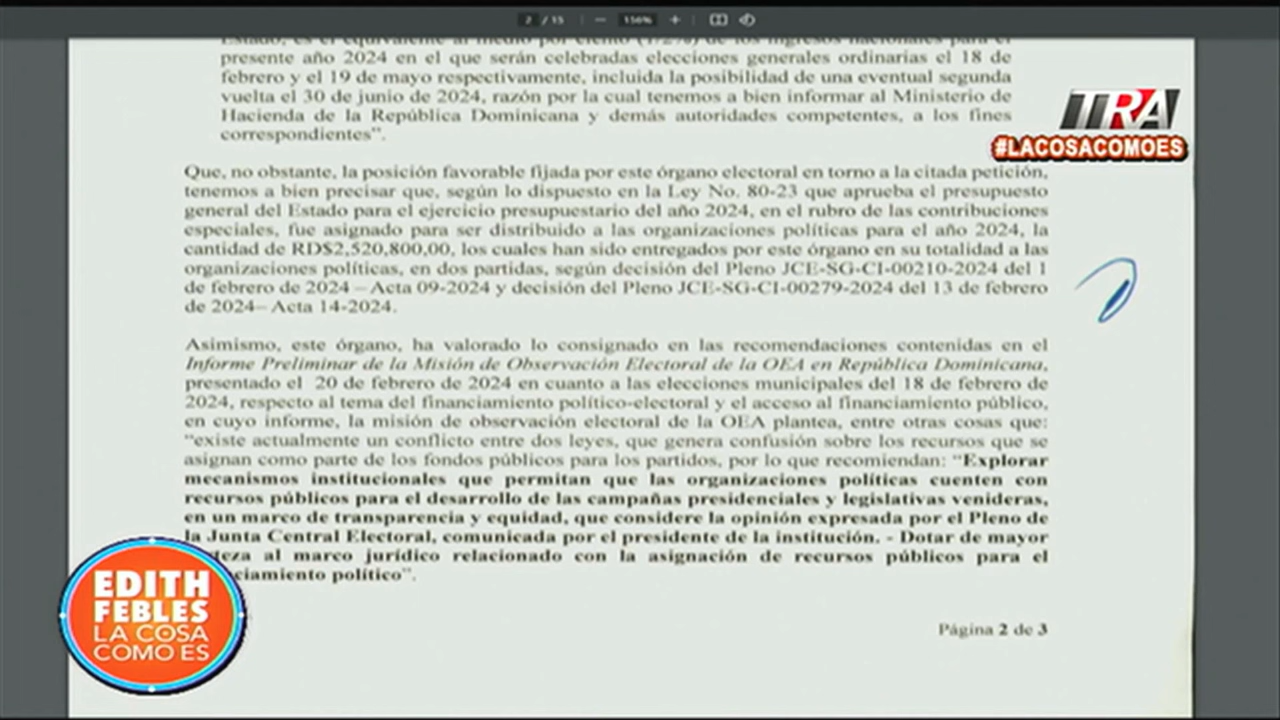 2 / 15 — 156% +
Estado, es el equivalente al medio por ciento (1/2%) de los ingresos nacionales para el
presente año 2024 en el que serán celebradas elecciones generales ordinarias el 18 de
febrero y el 19 de mayo respectivamente, incluida la posibilidad de una eventual segunda
vuelta el 30 de junio de 2024, razón por la cual tenemos a bien informar al Ministerio de
Hacienda de la República Dominicana y demás autoridades competentes, a los fines
correspondientes”.
TRA
#LACOSACOMOES
Que, no obstante, la posición favorable fijada por este órgano electoral en torno a la citada petición,
tenemos a bien precisar que, según lo dispuesto en la Ley No. 80-23 que aprueba el presupuesto
general del Estado para el ejercicio presupuestario del año 2024, en el rubro de las contribuciones
especiales, fue asignado para ser distribuido a las organizaciones políticas para el año 2024, la
cantidad de RD$2,520,800,00, los cuales han sido entregados por este órgano en su totalidad a las
organizaciones políticas, en dos partidas, según decisión del Pleno JCE-SG-CI-00210-2024 del 1
de febrero de 2024 – Acta 09-2024 y decisión del Pleno JCE-SG-CI-00279-2024 del 13 de febrero
de 2024– Acta 14-2024.
Asimismo, este órgano, ha valorado lo consignado en las recomendaciones contenidas en el
Informe Preliminar de la Misión de Observación Electoral de la OEA en República Dominicana,
presentado el 20 de febrero de 2024 en cuanto a las elecciones municipales del 18 de febrero de
2024, respecto al tema del financiamiento político-electoral y el acceso al financiamiento público,
en cuyo informe, la misión de observación electoral de la OEA plantea, entre otras cosas que:
“existe actualmente un conflicto entre dos leyes, que genera confusión sobre los recursos que se
asignan como parte de los fondos públicos para los partidos, por lo que recomiendan: “Explorar
mecanismos institucionales que permitan que las organizaciones políticas cuenten con
recursos públicos para el desarrollo de las campañas presidenciales y legislativas venideras,
en un marco de transparencia y equidad, que considere la opinión expresada por el Pleno de
la Junta Central Electoral, comunicada por el presidente de la institución. - Dotar de mayor
teza al marco jurídico relacionado con la asignación de recursos públicos para el
ciamiento político”.
EDITH
FEBLES
LA COSA
COMO ES
Página 2 de 3